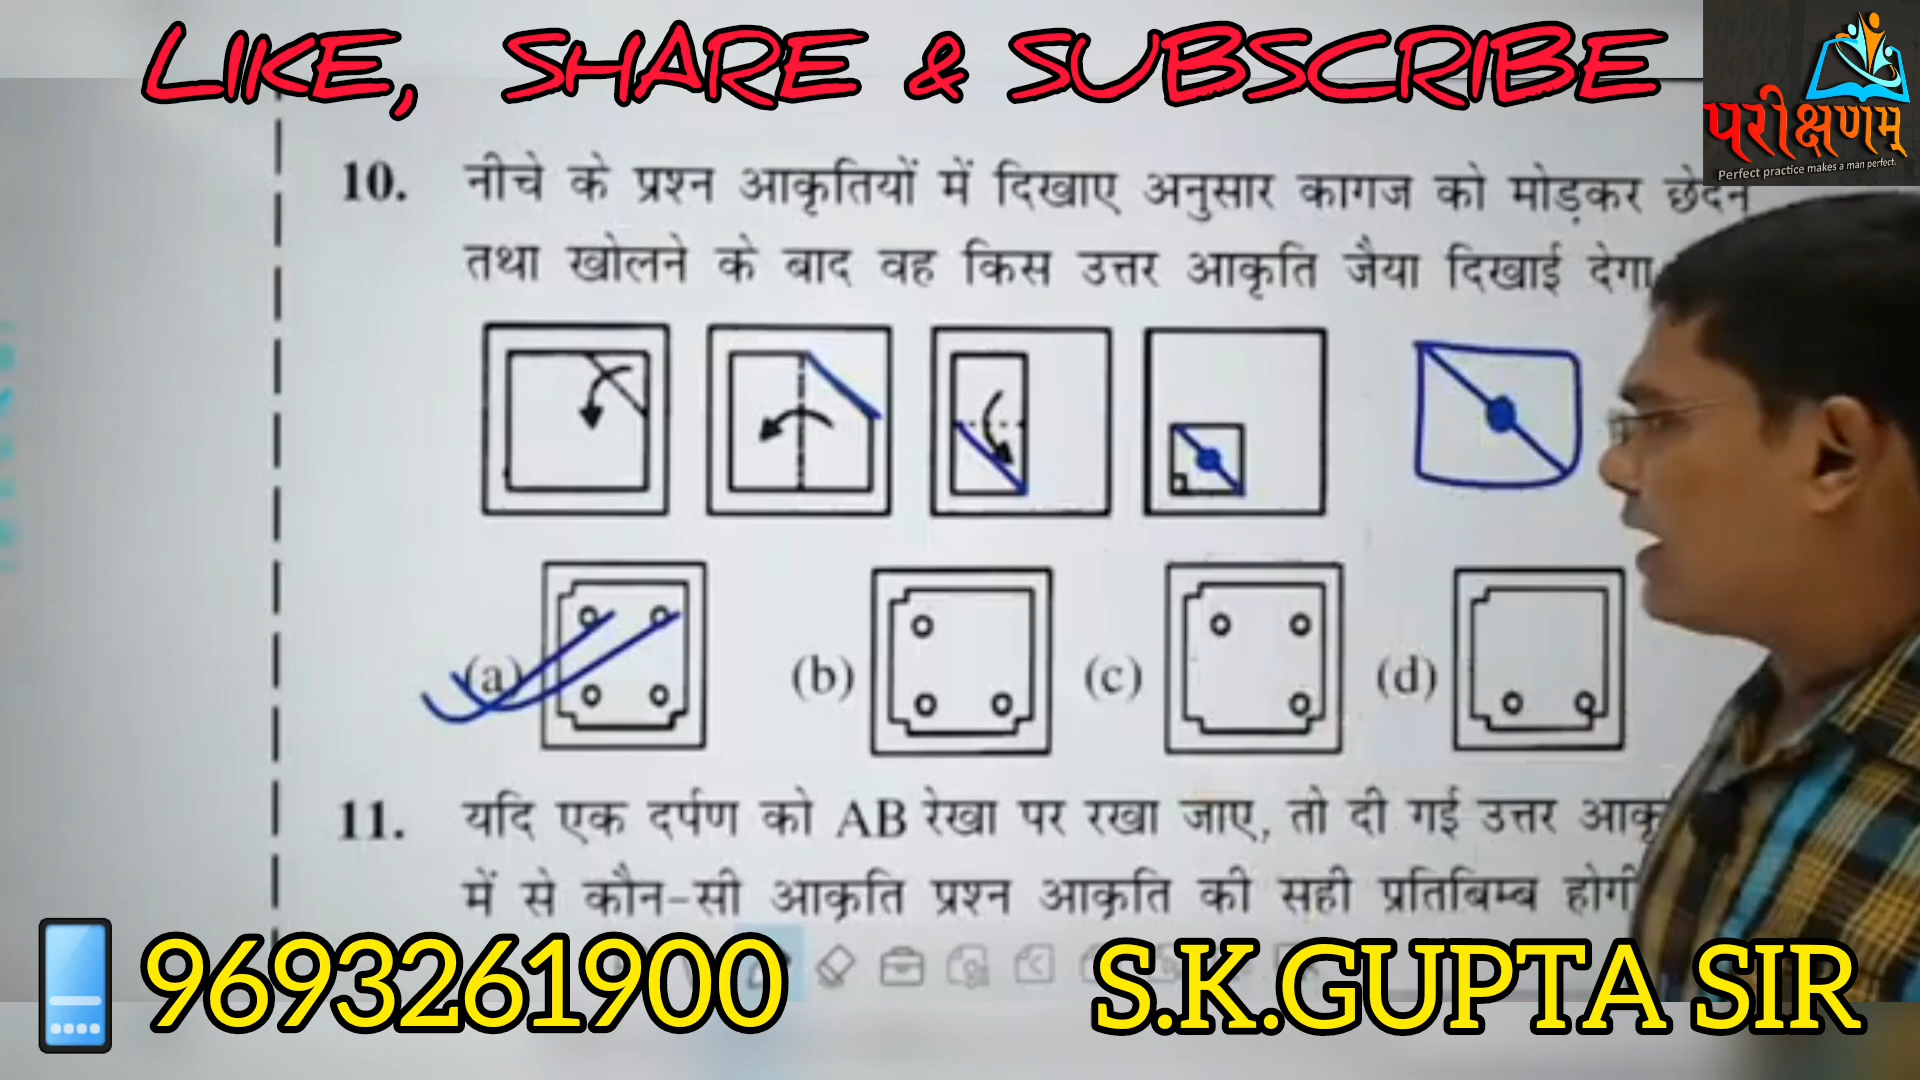 LIKE, SHARE & SUBSCRIBE
परीक्षणम्
Perfect practice makes a man perfect.
10. नीचे के प्रश्न आकृतियों में दिखाए अनुसार कागज को मोड़कर छेदन
तथा खोलने के बाद वह किस उत्तर आकृति जैया दिखाई देगा
(a) (b) (c) (d)
11. यदि एक दर्पण को AB रेखा पर रखा जाए, तो दी गई उत्तर
में से कौन-सी आकृति प्रश्न आकृति की सही प्रतिबिम्ब होगी
9693261900 S.K.GUPTA SIR